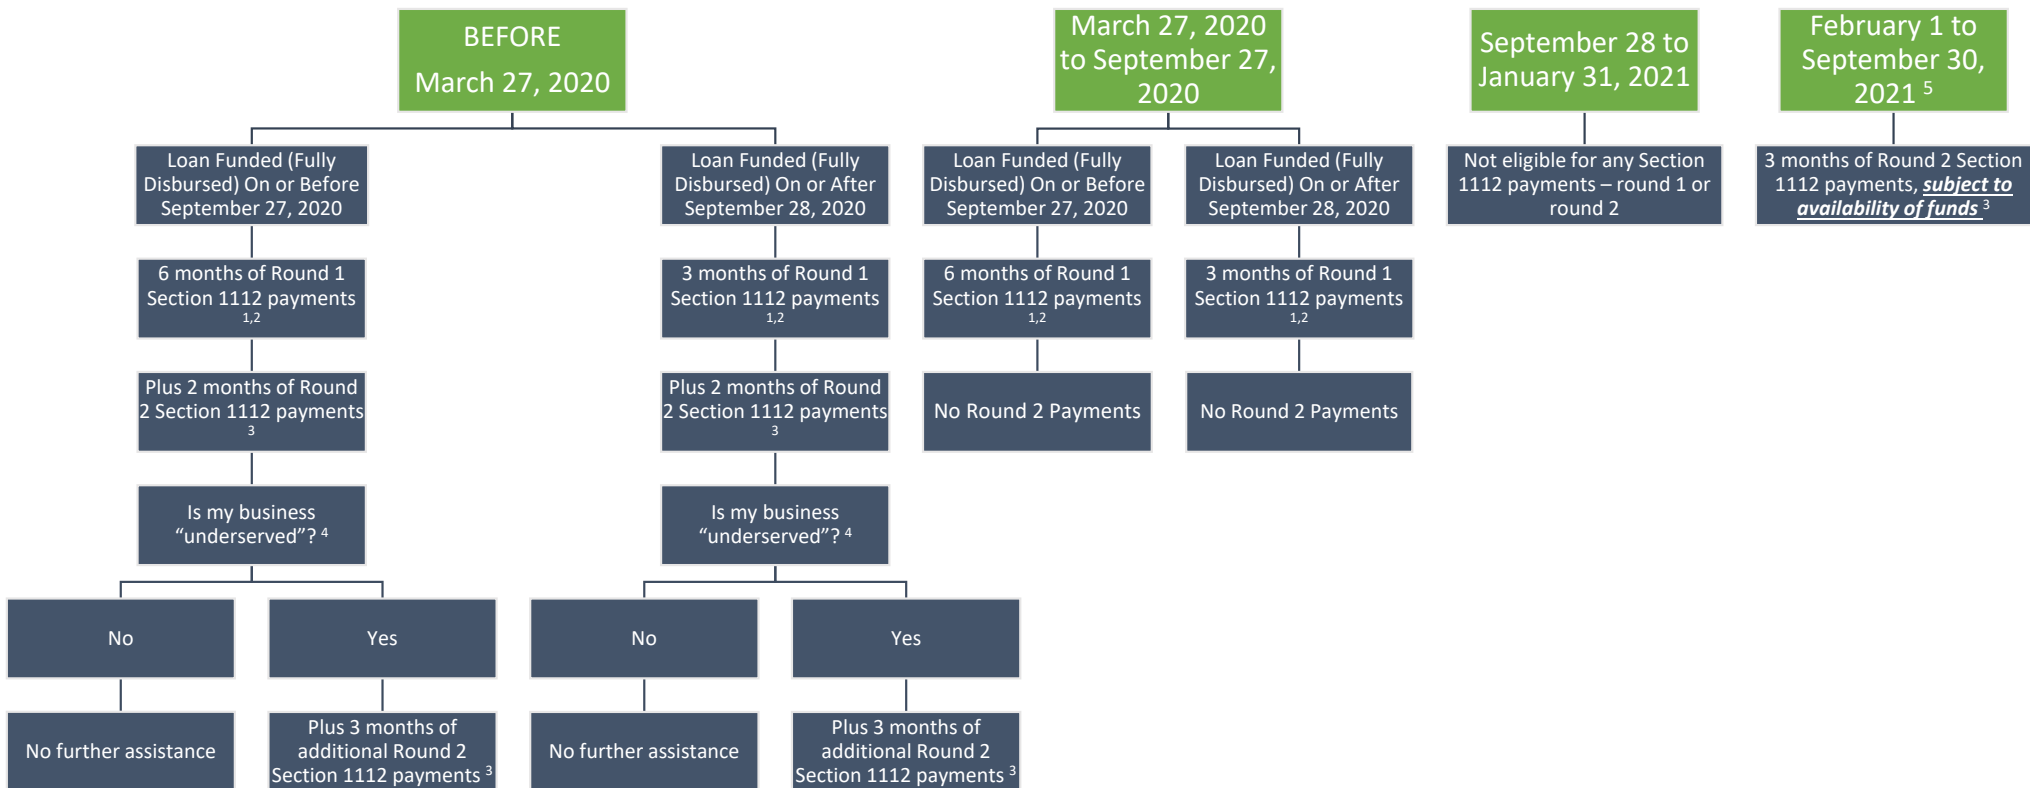 BEFORE
March 27, 2020
March 27, 2020
to September 27,
2020
September 28 to
January 31, 2021
February 1 to
September 30,
2021 5
Loan Funded (Fully
Disbursed) On or Before
September 27, 2020
Loan Funded (Fully
Disbursed) On or After
September 28, 2020
Loan Funded (Fully
Disbursed) On or Before
September 27, 2020
Loan Funded (Fully
Disbursed) On or After
September 28, 2020
Not eligible for any Section
1112 payments – round 1 or
round 2
3 months of Round 2 Section
1112 payments, subject to
availability of funds 3
6 months of Round 1
Section 1112 payments
1,2
3 months of Round 1
Section 1112 payments
1,2
6 months of Round 1
Section 1112 payments
1,2
3 months of Round 1
Section 1112 payments
1,2
Plus 2 months of Round
2 Section 1112 payments
3
Plus 2 months of Round
2 Section 1112 payments
3
No Round 2 Payments
No Round 2 Payments
Is my business
“underserved”? 4
Is my business
“underserved”? 4
No
Yes
No
Yes
No further assistance
Plus 3 months of
additional Round 2
Section 1112 payments 3
No further assistance
Plus 3 months of
additional Round 2
Section 1112 payments 3